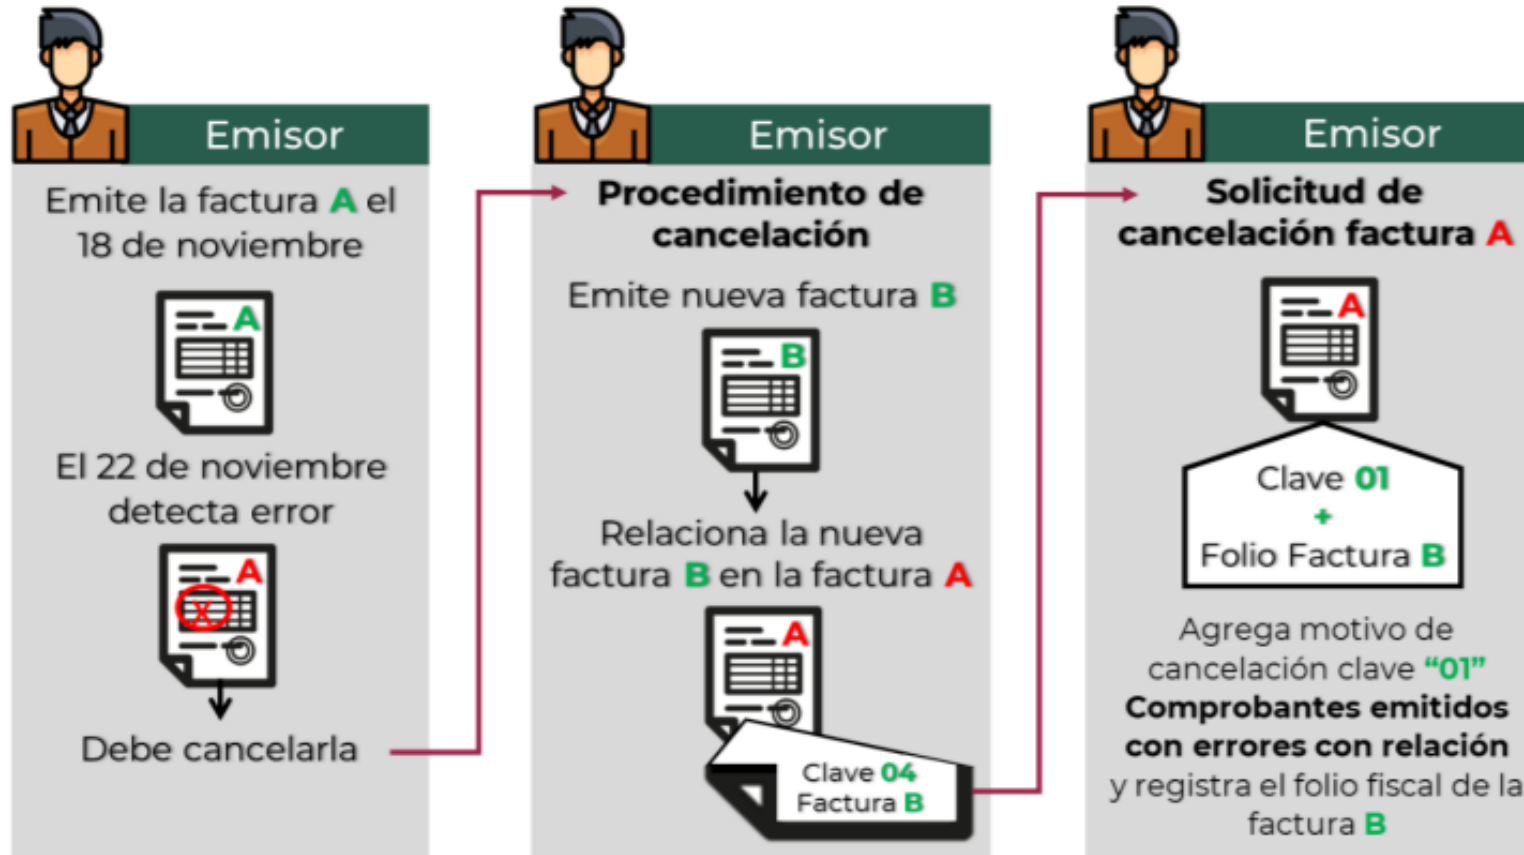 Emisor
Emite la factura A el
18 de noviembre
A
El 22 de noviembre
detecta error
A
X
Debe cancelarla
Emisor
Procedimiento de
cancelación
Emite nueva factura B
B
Relaciona la nueva
factura B en la factura A
A
Clave 04
Factura B
Emisor
Solicitud de
cancelación factura A
A
Clave 01
+
Folio Factura B
Agrega motivo de
cancelación clave “01”
Comprobantes emitidos
con errores con relación
y registra el folio fiscal de la
factura B